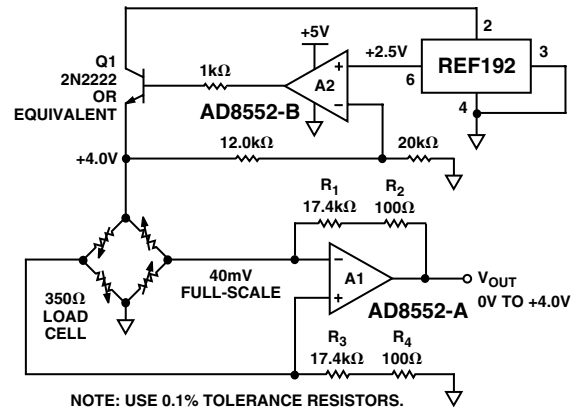 +5V
2
Q1
2N2222
OR
EQUIVALENT
1kΩ
A2
+
−
+2.5V
6
REF192
3
4
AD8552-B
+4.0V
12.0kΩ
20kΩ
R1
17.4kΩ
R2
100Ω
350Ω
LOAD
CELL
40mV
FULL-SCALE
−
A1
+
VOUT
0V TO +4.0V
AD8552-A
R3
17.4kΩ
R4
100Ω
NOTE: USE 0.1% TOLERANCE RESISTORS.